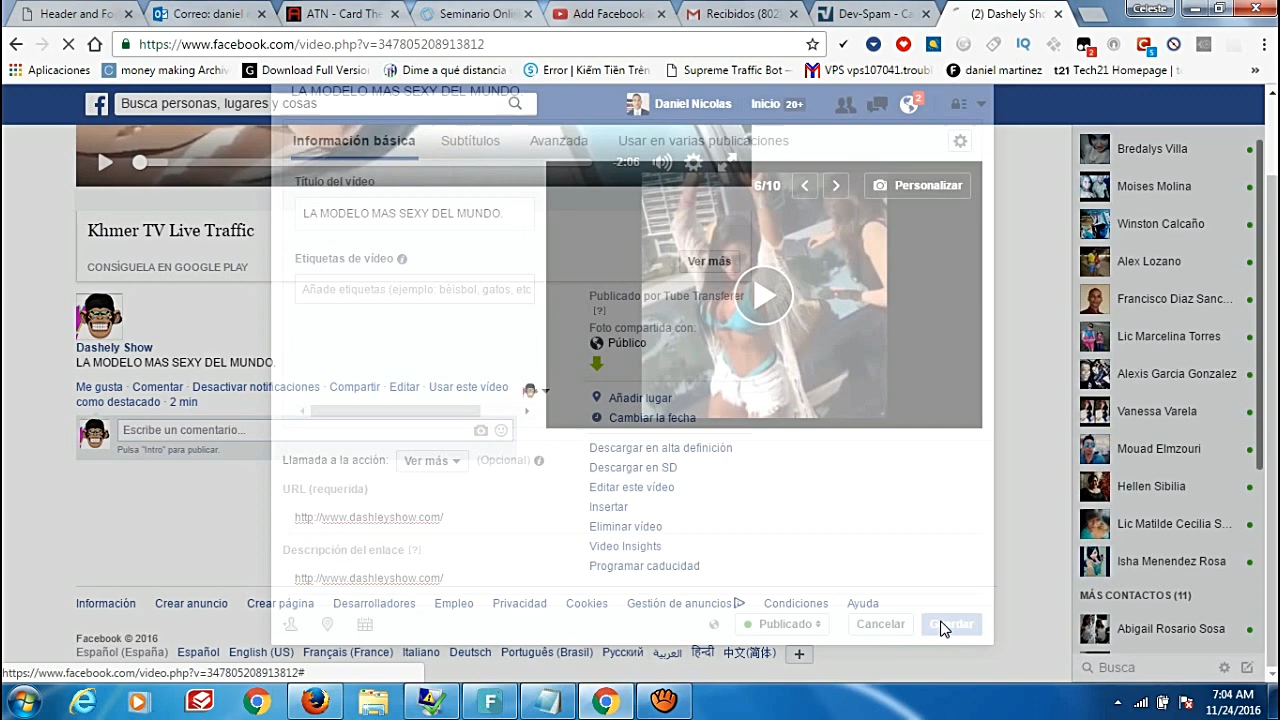 Header and Foo
Correo: daniel e
ATN - Card The
Seminario Onlin
Add Facebook
Recibidos (802
Dev-Spam - Ca
(2) Dashely Sho
Celeste
https://www.facebook.com/video.php?v=347805208913812
Aplicaciones
money making Archiv
Download Full Versio
Dime a qué distancia
Error | Kiếm Tiền Trên
Supreme Traffic Bot –
VPS vps107041.troubl
daniel martinez
t21 Tech21 Homepage | t
»
LA MODELO MAS SEXY DEL MUNDO.
Busca personas, lugares y cosas
Daniel Nicolas
Inicio 20+
2
Información básica
Subtítulos
Avanzada
Usar en varias publicaciones
-2:06
Título del vídeo
LA MODELO MAS SEXY DEL MUNDO.
6/10
Personalizar
Khmer TV Live Traffic
CONSÍGUELA EN GOOGLE PLAY
Etiquetas de vídeo
Añade etiquetas (ejemplo: béisbol, gatos, etc
Ver más
Publicado por Tube Transferer
[?]
Foto compartida con:
Público
Dashely Show
LA MODELO MAS SEXY DEL MUNDO.
Me gusta · Comentar · Desactivar notificaciones · Compartir · Editar · Usar este vídeo
como destacado · 2 min
Escribe un comentario...
Pulsa "Intro" para publicar.
Añadir lugar
Cambiar la fecha
Descargar en alta definición
Descargar en SD
Editar este vídeo
Insertar
Eliminar vídeo
Video Insights
Programar caducidad
Llamada a la acción:
Ver más
(Opcional)
URL (requerida)
http://www.dashleyshow.com/
Descripción del enlace [?]
http://www.dashleyshow.com/
Información
Crear anuncio
Crear página
Desarrolladores
Empleo
Privacidad
Cookies
Gestión de anuncios
Condiciones
Ayuda
Publicado
Cancelar
Guardar
Facebook © 2016
Español (España)
Español
English (US)
Français (France)
Italiano
Deutsch
Português (Brasil)
Русский
العربية
हिन्दी
中文(简体)
+
https://www.facebook.com/video.php?v=347805208913812#
Bredalys Villa
Moises Molina
Winston Calcaño
Alex Lozano
Francisco Diaz Sanc...
Lic Marcelina Torres
Alexis Garcia Gonzalez
Vanessa Varela
Mouad Elmzouri
Hellen Sibilia
Lic Matilde Cecilia S...
Isha Menendez Rosa
MÁS CONTACTOS (11)
Abigail Rosario Sosa
Busca
7:04 AM
11/24/2016